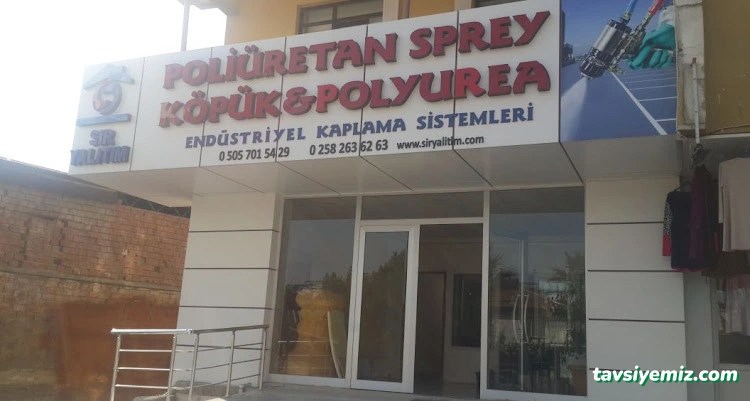 POLİÜRETAN SPREY
KÖPÜK&POLYUREA
ENDÜSTRİYEL KAPLAMA SİSTEMLERİ
0 505 701 54 29 0 258 263 62 63 www.siryalitim.com
SIR
YALITIM
tavsiyemiz.com